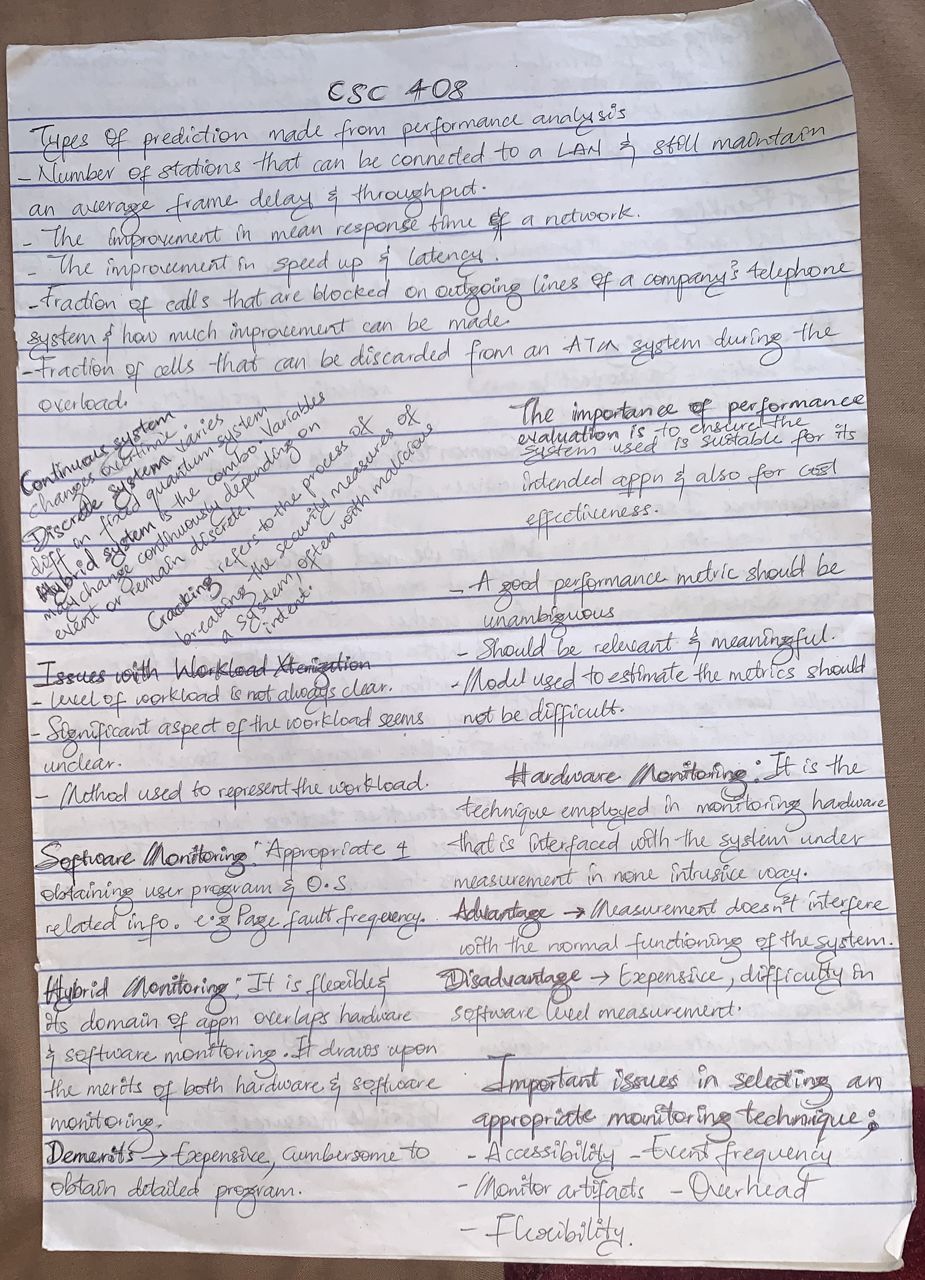 CSC 408
Types of prediction made from performance analysis
- Number of stations that can be connected to a LAN & still maintain
an average frame delay & throughput.
- The improvement in mean response time of a network.
- The improvement in speed up & latency.
- Fraction of calls that are blocked on outgoing lines of a company's telephone
system & how much improvement can be made.
- Fraction of cells that can be discarded from an ATM system during the
overload.
Continuous system
changes overtime.
Discrete system varies
diff in fixed quantum system
Hybrid system is the combo. Variables
may change continuously depending on
event or remain discrete.
Cracking refers to the process of
breaking the security measures of
a system, often with malicious
intent.
The importance of performance
evaluation is to ensure the
system used is suitable for its
intended appn & also for cost
effectiveness.
- A good performance metric should be
unambiguous
- Should be relevant & meaningful.
- Model used to estimate the metrics should
not be difficult.
Issues with Workload Xterization
- Level of workload is not always clear.
- Significant aspect of the workload seems
unclear.
- Method used to represent the workload.
Software Monitoring: Appropriate 4
obtaining user program & O.S
related info. e.g Page fault frequency.
Hybrid Monitoring: It is flexible &
its domain of appn overlaps hardware
& software monitoring. It draws upon
the merits of both hardware & software
monitoring.
Demerits → Expensive, cumbersome to
obtain detailed program.
Hardware Monitoring: It is the
technique employed in monitoring hardware
that is interfaced with the system under
measurement in none intrusive way.
Advantage → Measurement doesn't interfere
with the normal functioning of the system.
Disadvantage → Expensive, difficulty in
software level measurement.
Important issues in selecting an
appropriate monitoring technique;
- Accessibility - Event frequency
- Monitor artifacts - Overhead
- Flexibility.